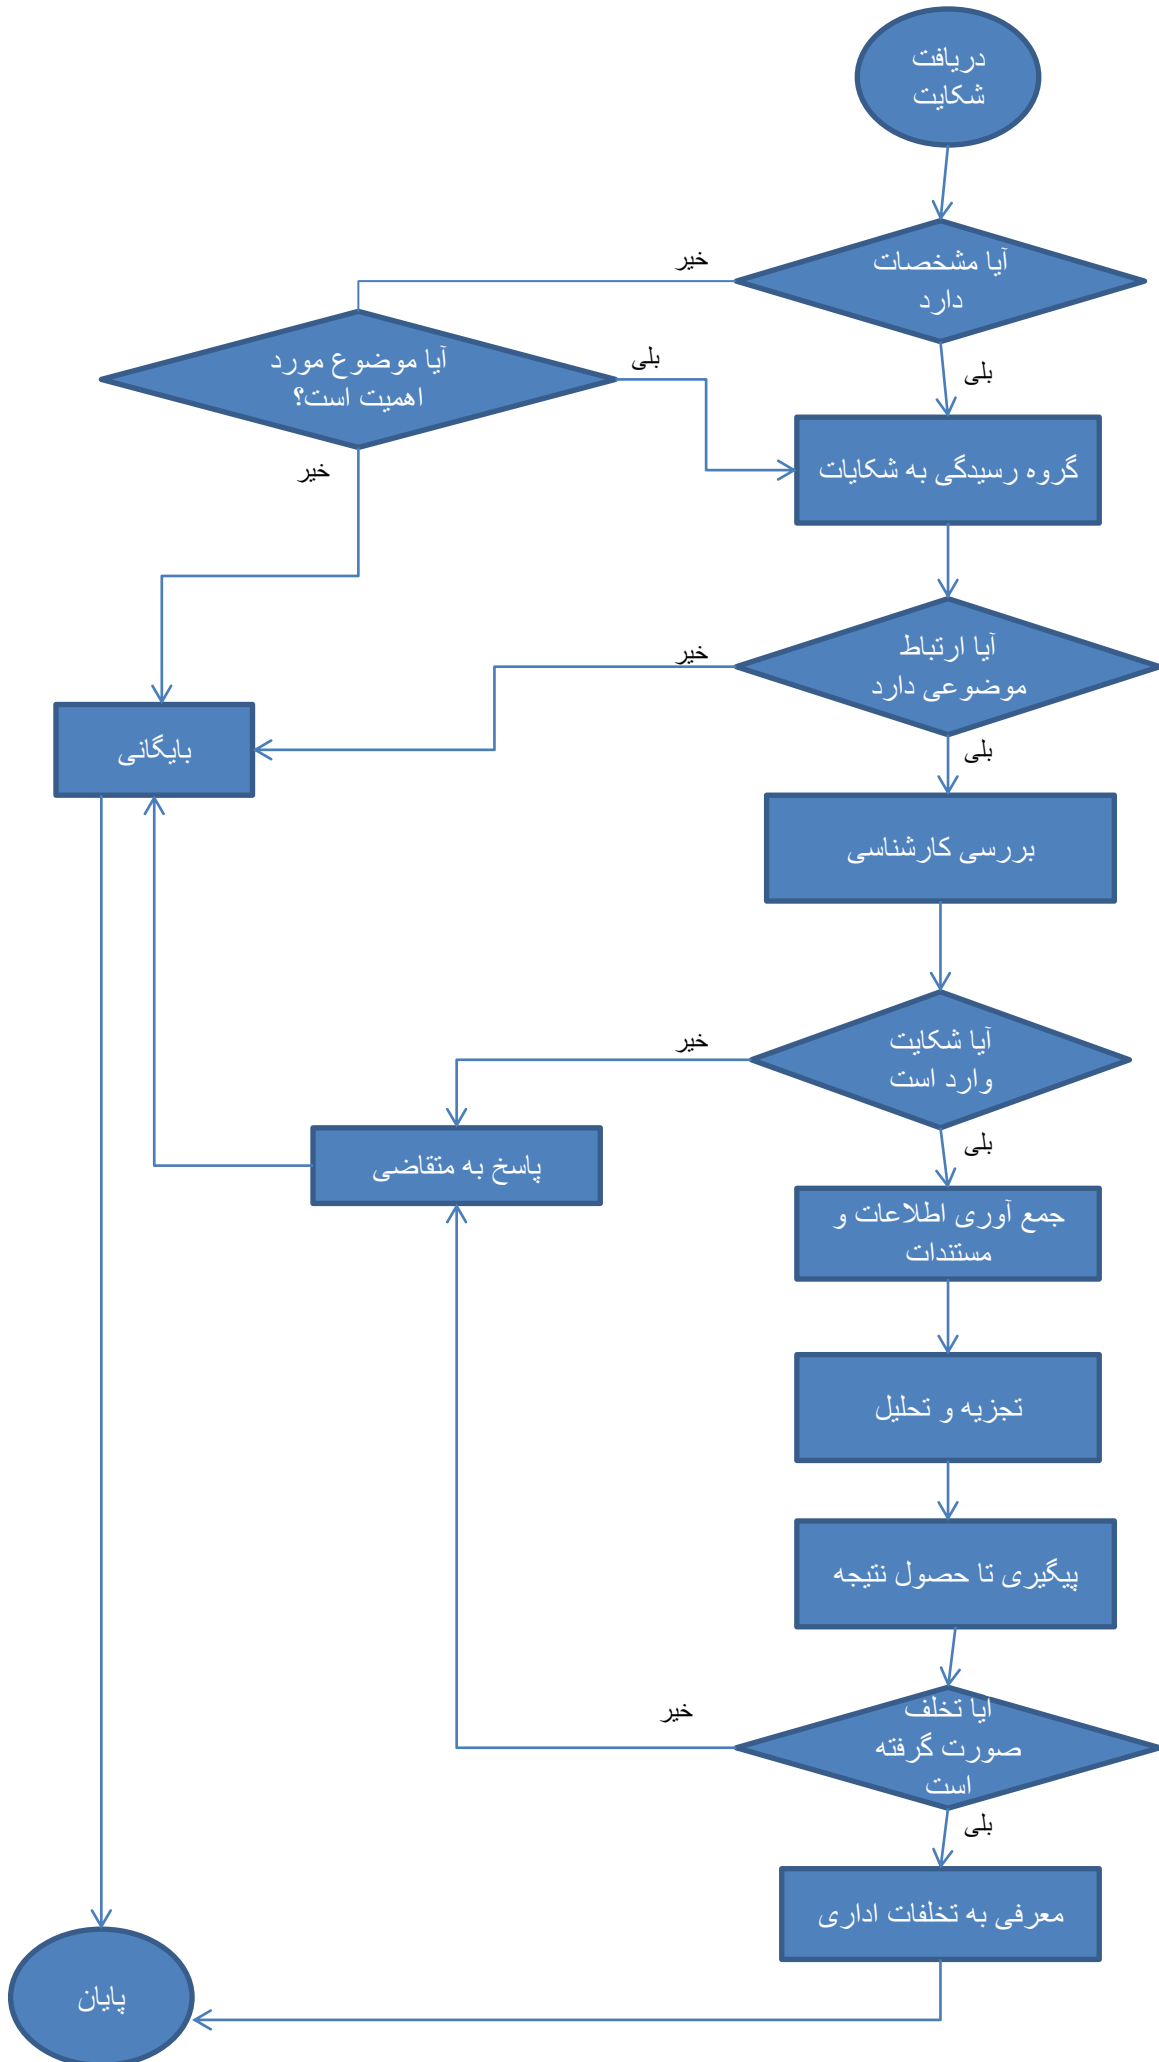 دریافت
شکایت
آیا مشخصات
دارد
خیر
بلی
آیا موضوع مورد
اهمیت است؟
بلی
خیر
گروه رسیدگی به شکایات
آیا ارتباط
موضوعی دارد
خیر
بلی
بایگانی
بررسی کارشناسی
آیا شکایت
وارد است
خیر
بلی
پاسخ به متقاضی
جمع آوری اطلاعات و
مستندات
تجزیه و تحلیل
پیگیری تا حصول نتیجه
ایا تخلف
صورت گرفته
است
خیر
بلی
معرفی به تخلفات اداری
پایان